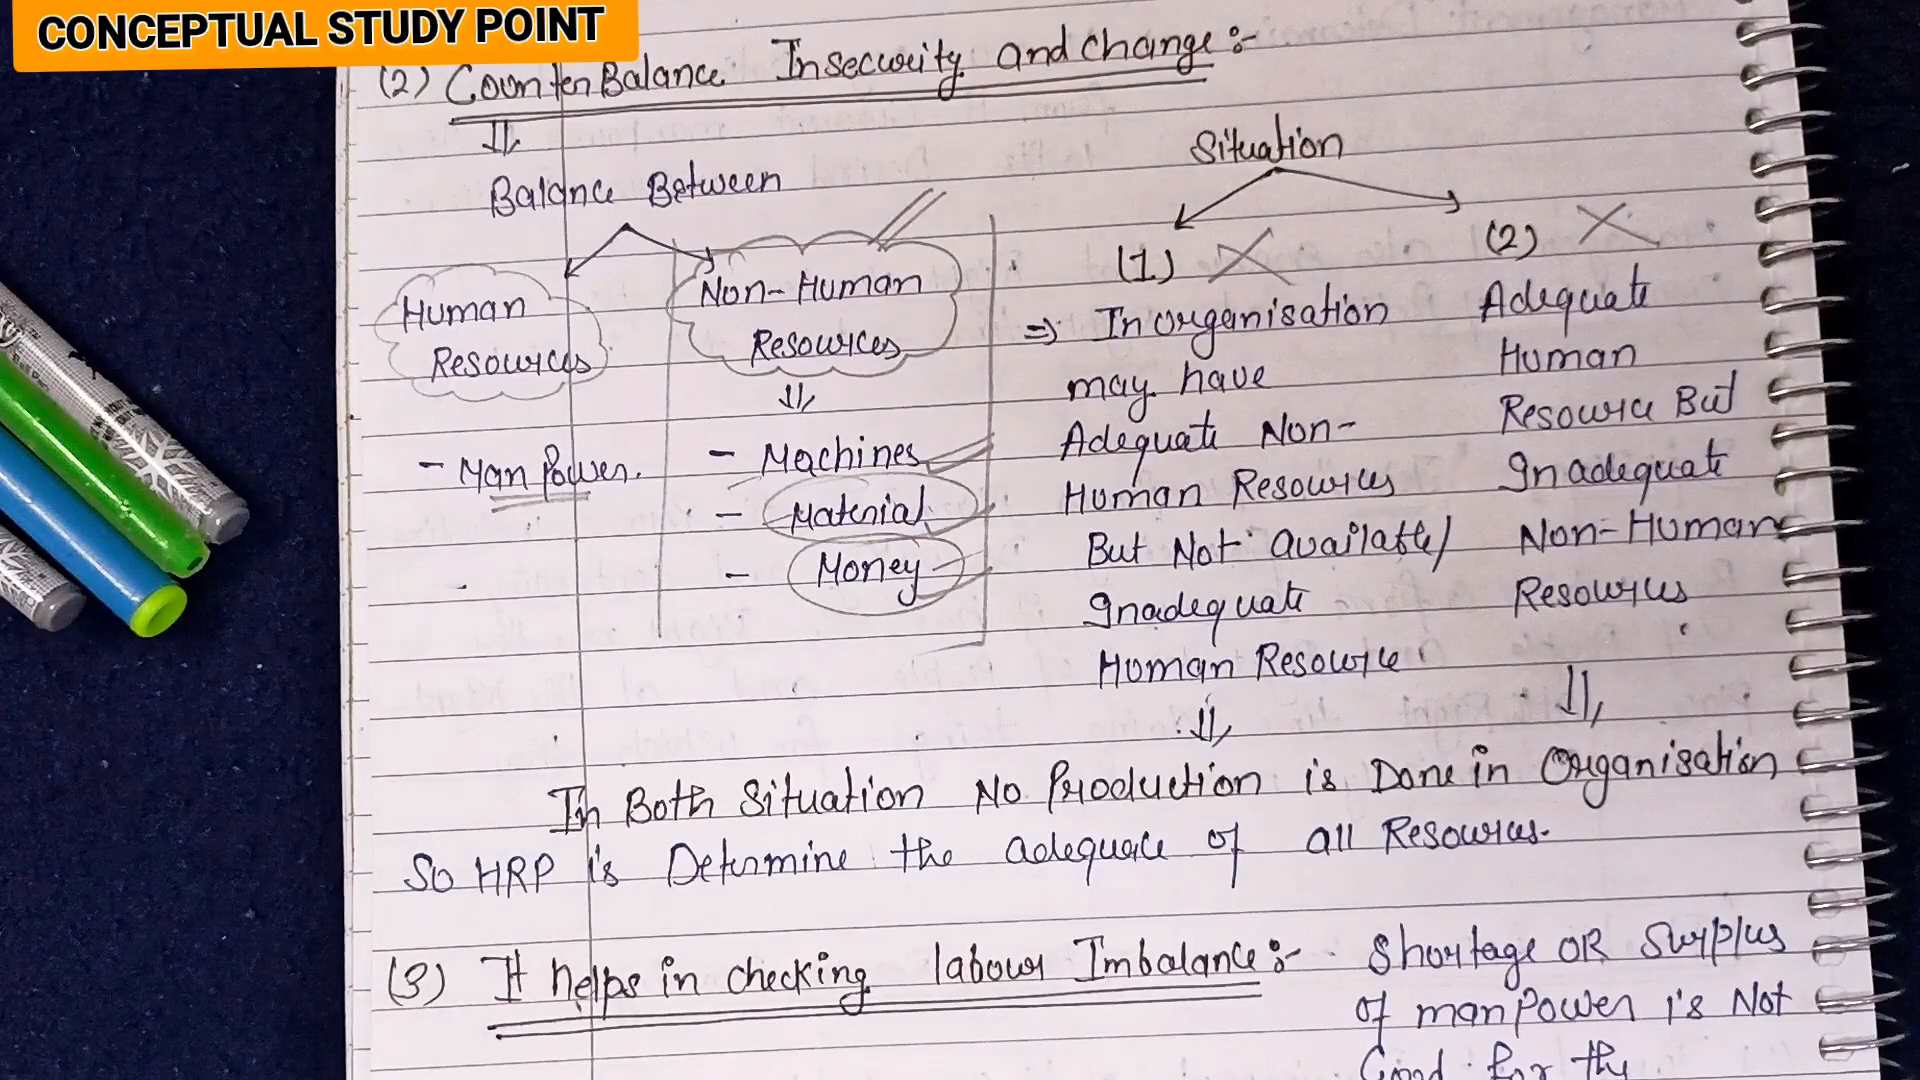 CONCEPTUAL STUDY POINT
(2) Counter Balance Insecurity and change :-
Balance Between
Human
Resources
- Man Power.
Non-Human
Resources
- Machines
- Material
- Money
Situation
(1)
⇒ In organisation
may have
Adequate Non-
Human Resources
But Not available/
Inadequate
Human Resource
(2)
Adequate
Human
Resource But
Inadequate
Non-Human
Resources
In Both Situation No Production is Done in Organisation
So HRP is Determine the adequate of all Resources.
(3) It helps in checking labour Imbalance :- Shortage OR Surplus
of manpower is Not
Good for the